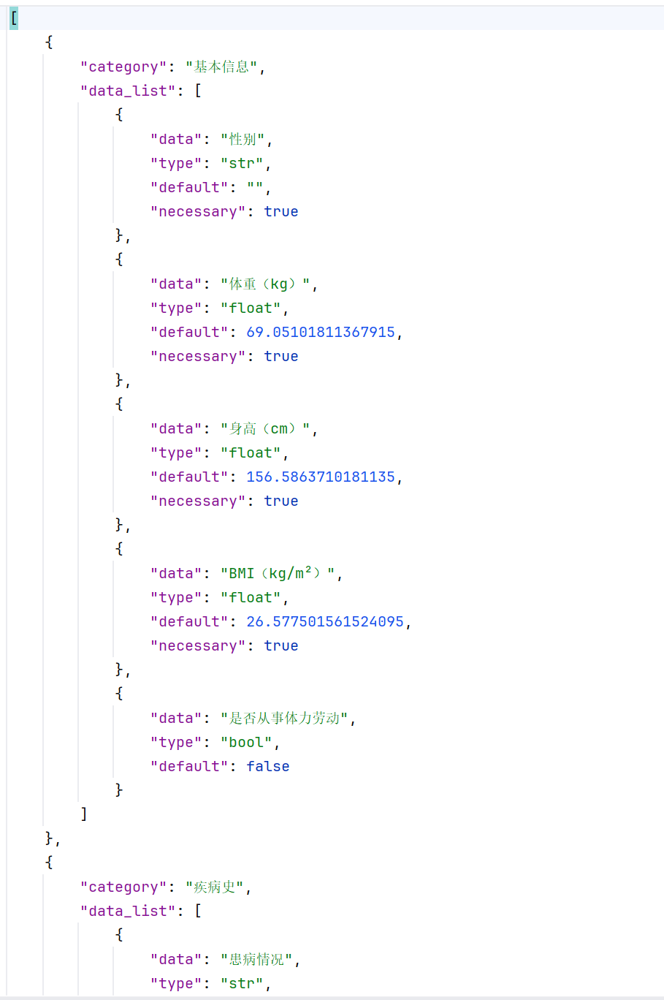 [
    {
        "category": "基本信息",
        "data_list": [
            {
                "data": "性别",
                "type": "str",
                "default": "",
                "necessary": true
            },
            {
                "data": "体重（kg）",
                "type": "float",
                "default": 69.05101811367915,
                "necessary": true
            },
            {
                "data": "身高（cm）",
                "type": "float",
                "default": 156.5863710181135,
                "necessary": true
            },
            {
                "data": "BMI（kg/m²）",
                "type": "float",
                "default": 26.577501561524095,
                "necessary": true
            },
            {
                "data": "是否从事体力劳动",
                "type": "bool",
                "default": false
            }
        ]
    },
    {
        "category": "疾病史",
        "data_list": [
            {
                "data": "患病情况",
                "type": "str",